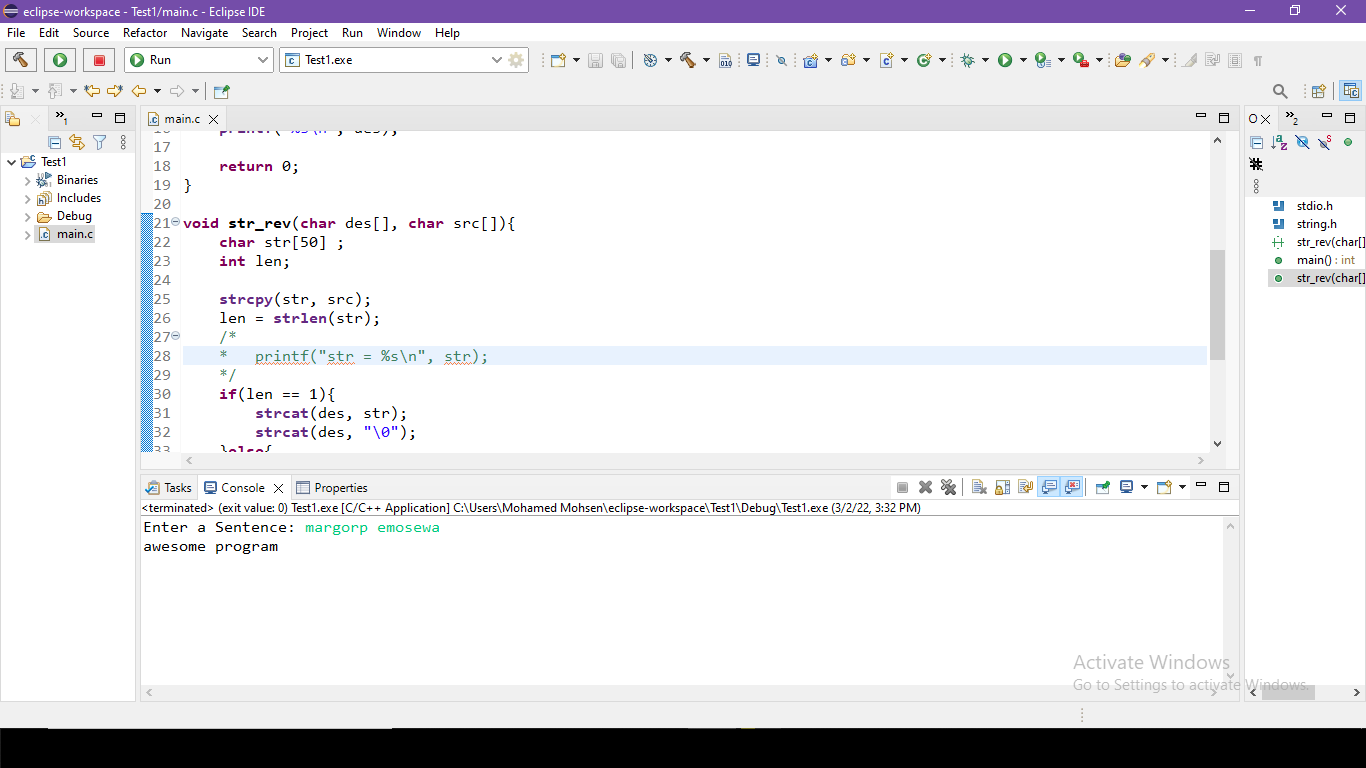 eclipse-workspace - Test1/main.c - Eclipse IDE
File Edit Source Refactor Navigate Search Project Run Window Help
Run
Test1.exe
010
»1
Test1
Binaries
Includes
Debug
main.c
main.c
17
18 return 0;
19 }
20
21 void str_rev(char des[], char src[]){
22 char str[50] ;
23 int len;
24
25 strcpy(str, src);
26 len = strlen(str);
27 /*
28 * printf("str = %s\n", str);
29 */
30 if(len == 1){
31 strcat(des, str);
32 strcat(des, "\0");
33 }else{
O
»2
stdio.h
string.h
str_rev(char[]
main() : int
str_rev(char[]
Tasks Console Properties
<terminated> (exit value: 0) Test1.exe [C/C++ Application] C:\Users\Mohamed Mohsen\eclipse-workspace\Test1\Debug\Test1.exe (3/2/22, 3:32 PM)
Enter a Sentence: margorp emosewa
awesome program
Activate Windows
Go to Settings to activate Windows.